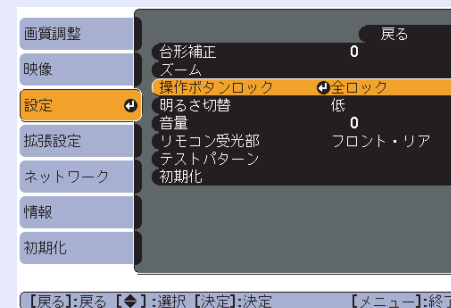 画質調整
映像
設定
拡張設定
ネットワーク
情報
初期化
戻る
台形補正 0
ズーム
操作ボタンロック 全ロック
明るさ切替 低
音量 0
リモコン受光部 フロント・リア
テストパターン
初期化
[戻る]:戻る [◆]:選択 [決定]:決定 [メニュー]:終了